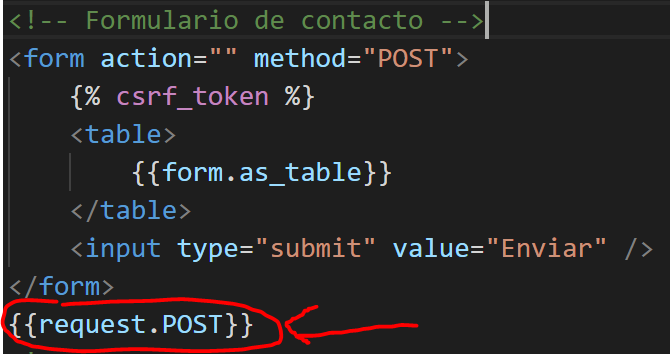 <!-- Formulario de contacto -->
<form action="" method="POST">
{% csrf_token %}
<table>
{{form.as_table}}
</table>
<input type="submit" value="Enviar" />
</form>
{{request.POST}}